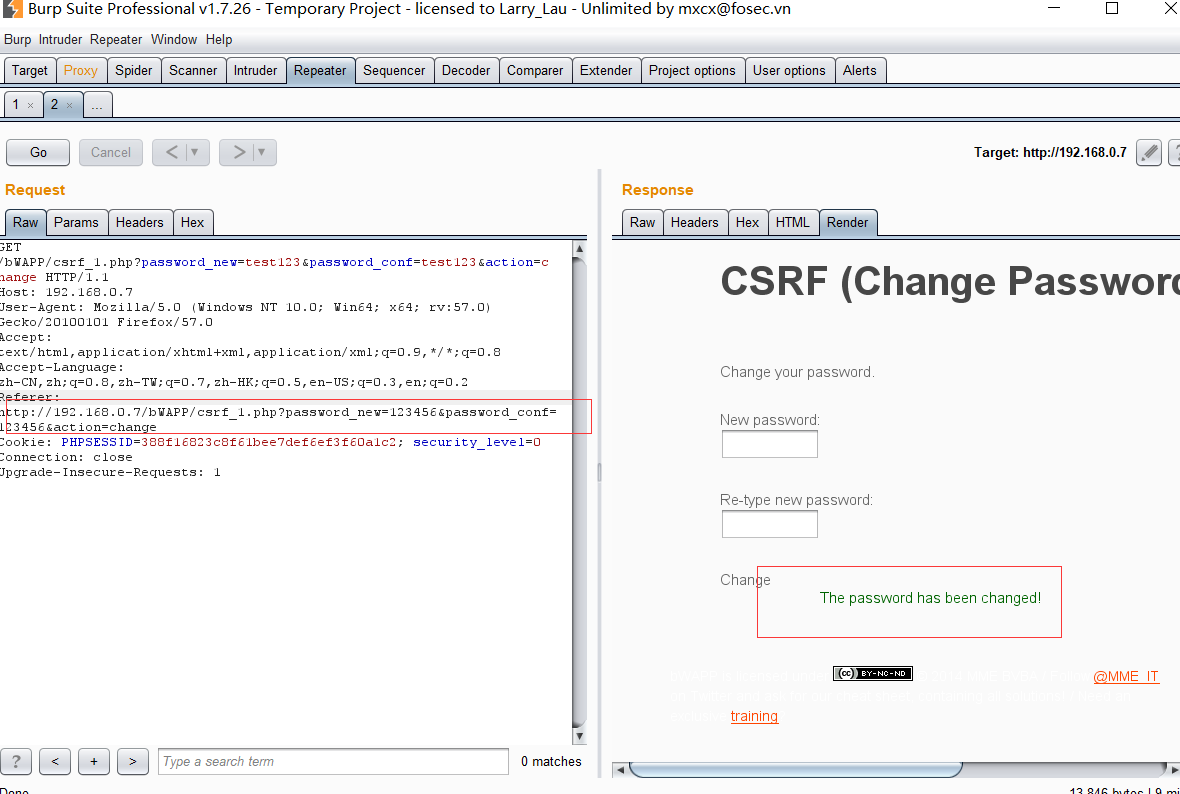 Burp Suite Professional v1.7.26 - Temporary Project - licensed to Larry_Lau - Unlimited by mxcx@fosec.vn
Burp Intruder Repeater Window Help
Target Proxy Spider Scanner Intruder Repeater Sequencer Decoder Comparer Extender Project options User options Alerts
1 × 2 × ...
Go Cancel < ▼ > ▼ Target: http://192.168.0.7 ?
Request
Raw Params Headers Hex
GET
/bWAPP/csrf_1.php?password_new=test123&password_conf=test123&action=c
hange HTTP/1.1
Host: 192.168.0.7
User-Agent: Mozilla/5.0 (Windows NT 10.0; Win64; x64; rv:57.0)
Gecko/20100101 Firefox/57.0
Accept:
text/html,application/xhtml+xml,application/xml;q=0.9,*/*;q=0.8
Accept-Language:
zh-CN,zh;q=0.8,zh-TW;q=0.7,zh-HK;q=0.5,en-US;q=0.3,en;q=0.2
Referer:
http://192.168.0.7/bWAPP/csrf_1.php?password_new=123456&password_conf=
123456&action=change
Cookie: PHPSESSID=388f16823c8f61bee7def6ef3f60a1c2; security_level=0
Connection: close
Upgrade-Insecure-Requests: 1
? < + > Type a search term 0 matches
Response
Raw Headers Hex HTML Render
CSRF (Change Password
Change your password.
New password:
Re-type new password:
Change
The password has been changed!
(cc) BY-NC-ND @MME_IT
training
Done 13,846 bytes | 9 mi